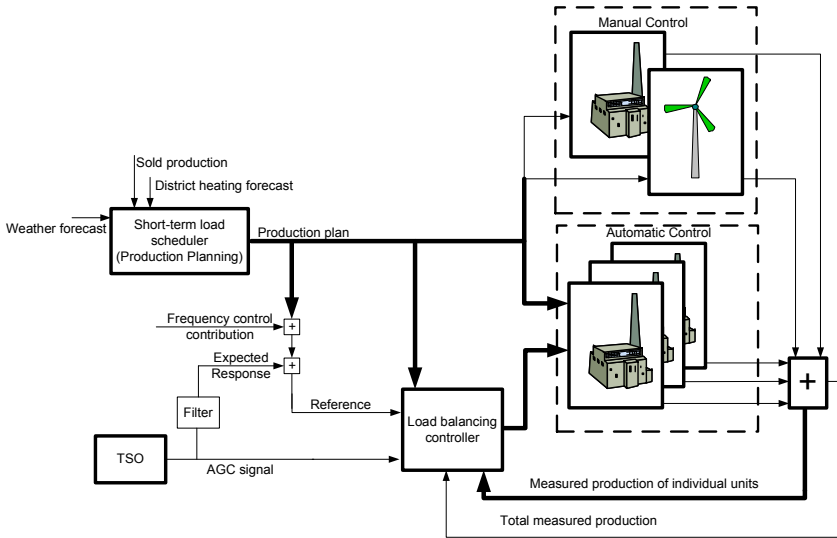 Manual Control
Sold production
District heating forecast
Weather forecast
Short-term load
scheduler
(Production Planning)
Production plan
Automatic Control
Frequency control
contribution
+
Expected
Response
+
Filter
Reference
Load balancing
controller
+
TSO
AGC signal
Measured production of individual units
Total measured production